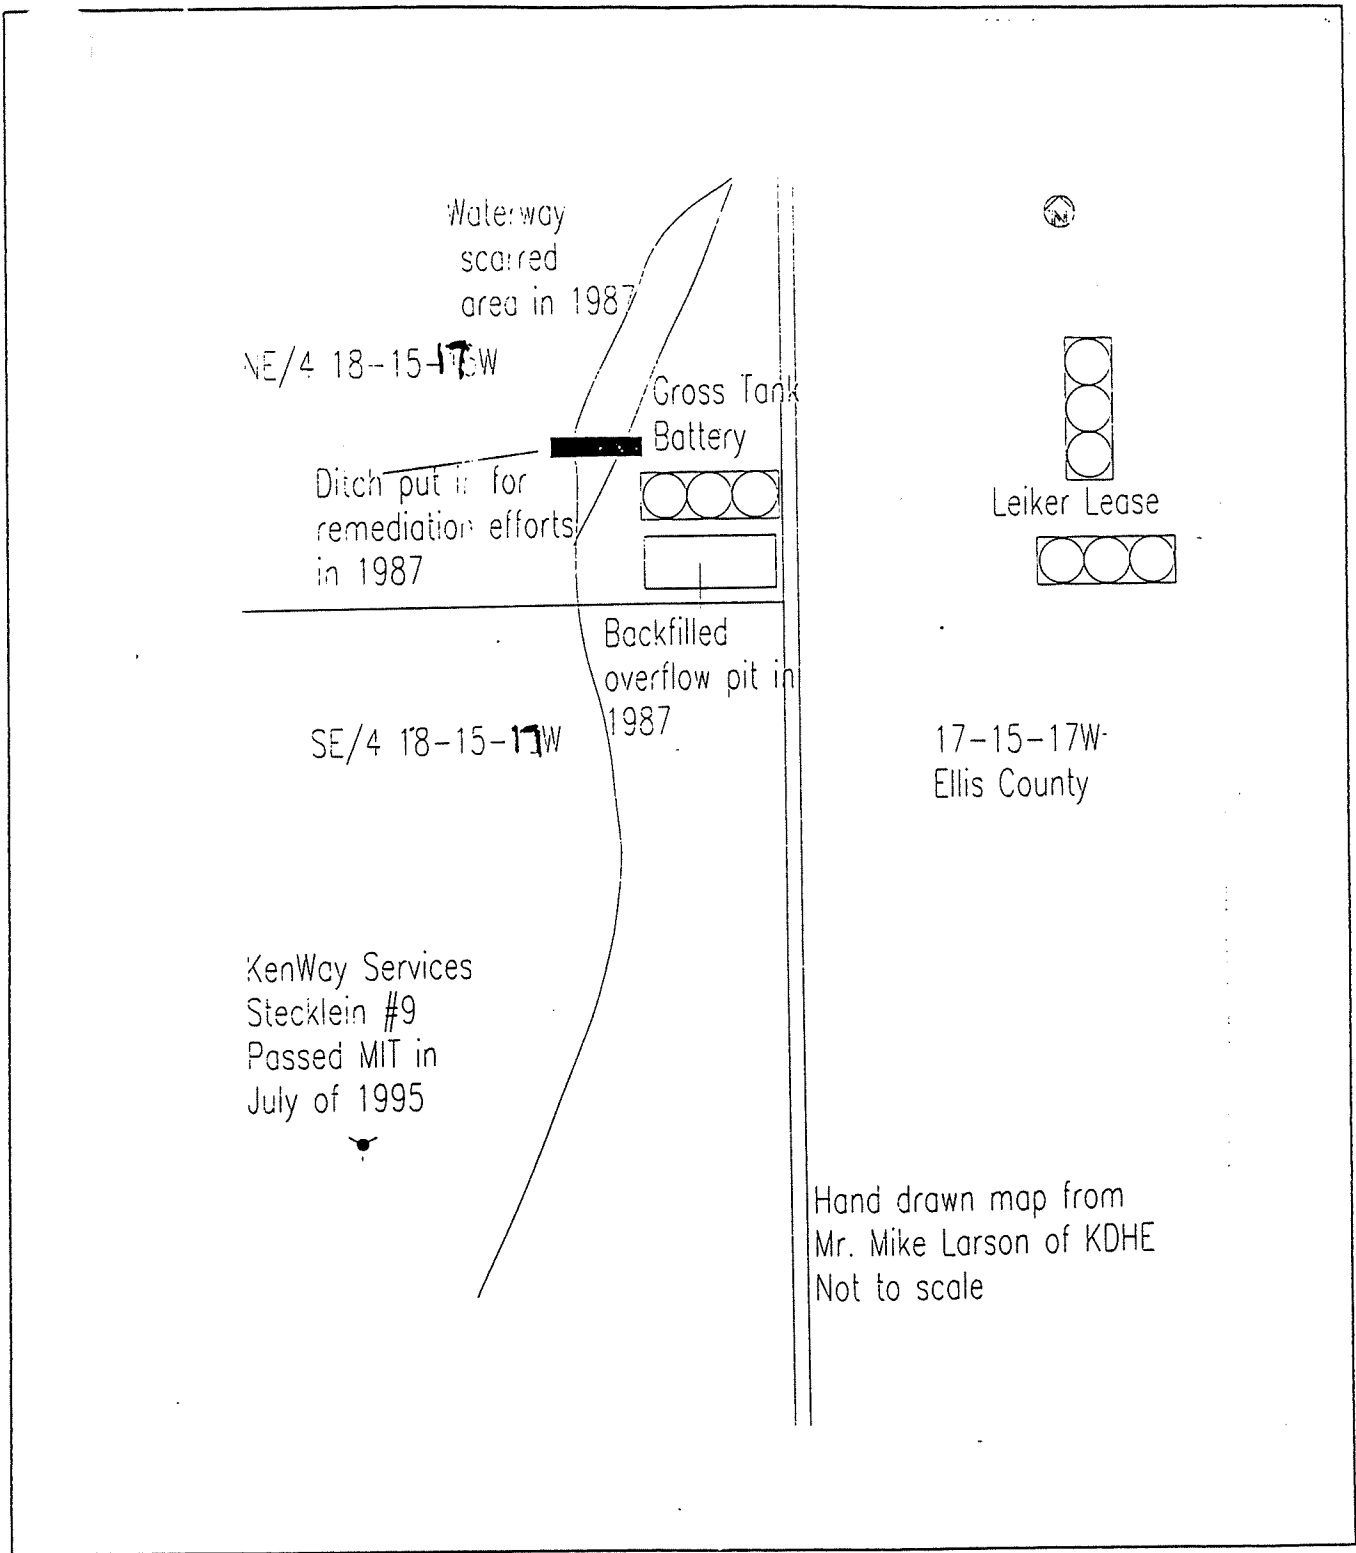 Waterway
scarred
area in 1987
N
NE/4 18-15-17W
Gross Tank
Battery
Ditch put in for
remediation efforts
in 1987
Leiker Lease
Backfilled
overflow pit in
1987
SE/4 18-15-17W
17-15-17W
Ellis County
KenWay Services
Stecklein #9
Passed MIT in
July of 1995
Hand drawn map from
Mr. Mike Larson of KDHE
Not to scale